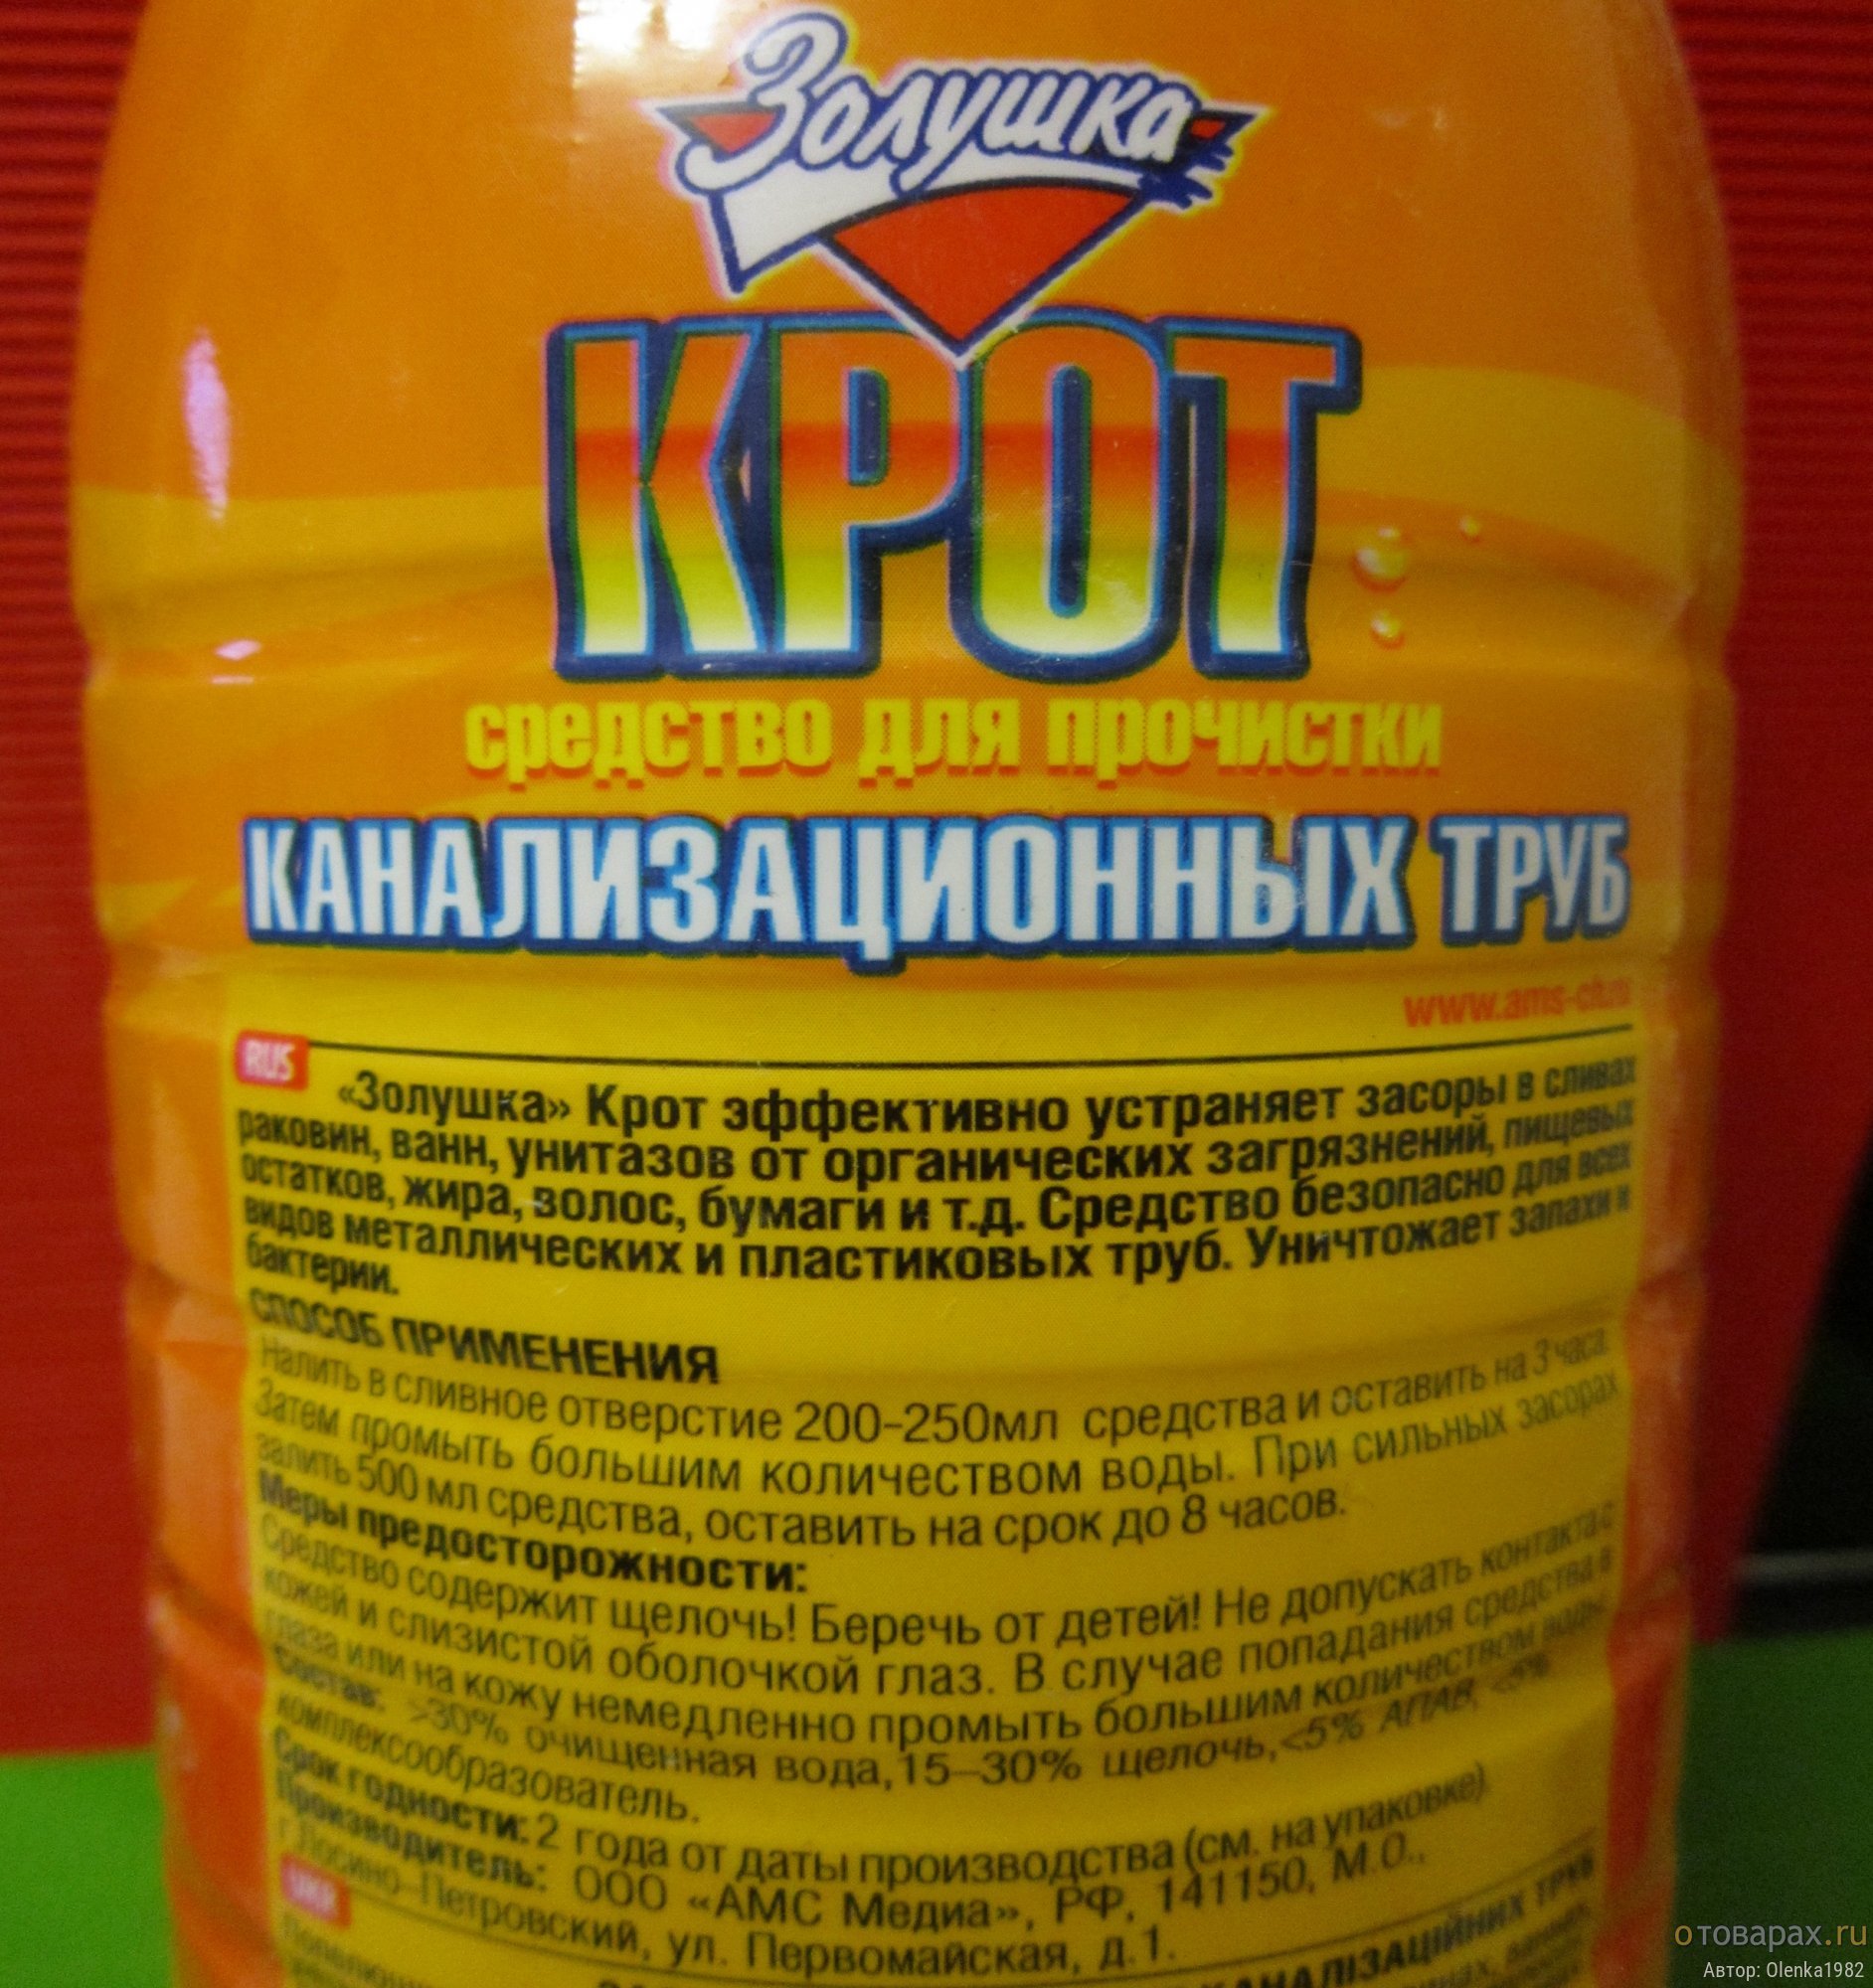 Золушка
КРОТ
средство для прочистки
КАНАЛИЗАЦИОННЫХ ТРУБ
RUS
«Золушка» Крот эффективно устраняет засоры в сливах
раковин, ванн, унитазов от органических загрязнений, пищевых
остатков, жира, волос, бумаги и т.д. Средство безопасно для всех
видов металлических и пластиковых труб. Уничтожает запахи и
бактерии.
СПОСОБ ПРИМЕНЕНИЯ
Налить в сливное отверстие 200-250мл средства и оставить на 3 часа.
Затем промыть большим количеством воды. При сильных засорах
залить 500 мл средства, оставить на срок до 8 часов.
Меры предосторожности:
Средство содержит щелочь! Беречь от детей! Не допускать контакта с
кожей и слизистой оболочкой глаз. В случае попадания средства в
глаза или на кожу немедленно промыть большим количеством воды
Состав: >30% очищенная вода, 15–30% щелочь, <5% АПАВ, <5%
комплексообразователь.
Срок годности: 2 года от даты производства (см. на упаковке).
Производитель: ООО «АМС Медиа», РФ, 141150, М.О.,
г.Лосино-Петровский, ул. Первомайская, д.1.
UKR
КАНАЛІЗАЦІЙНИХ ТРУБ
отоварах.ru
Автор: Olenka1982